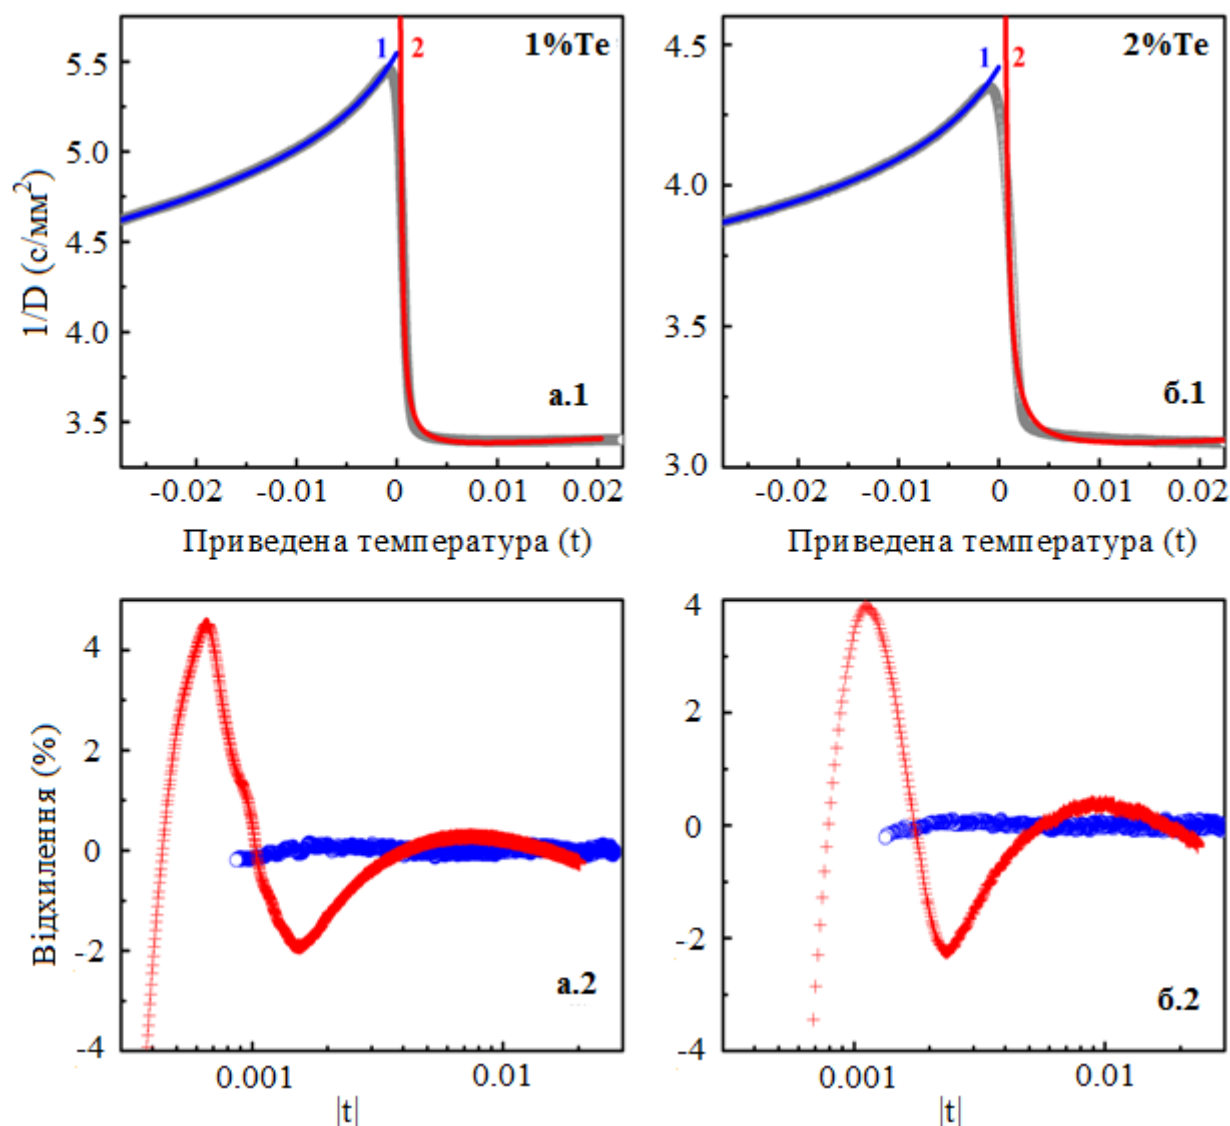 1 2 1%Te
5.5
5.0
4.5
4.0
3.5
1/D (с/мм²)
а.1
-0.02 -0.01 0 0.01 0.02
Приведена температура (t)
1 2 2%Te
4.5
4.0
3.5
3.0
б.1
-0.02 -0.01 0 0.01 0.02
Приведена температура (t)
4
2
0
-2
-4
Відхилення (%)
а.2
0.001 0.01
|t|
4
2
0
-2
-4
б.2
0.001 0.01
|t|